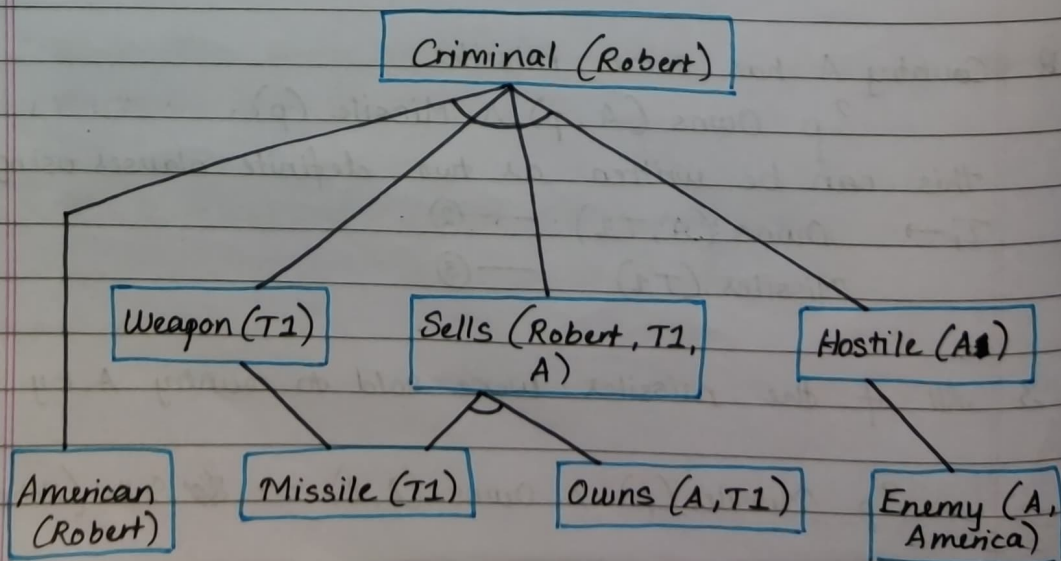 Criminal (Robert)
Weapon (T1)
Sells (Robert, T1,
A)
Hostile (A)
American
(Robert)
Missile (T1)
Owns (A, T1)
Enemy (A,
America)